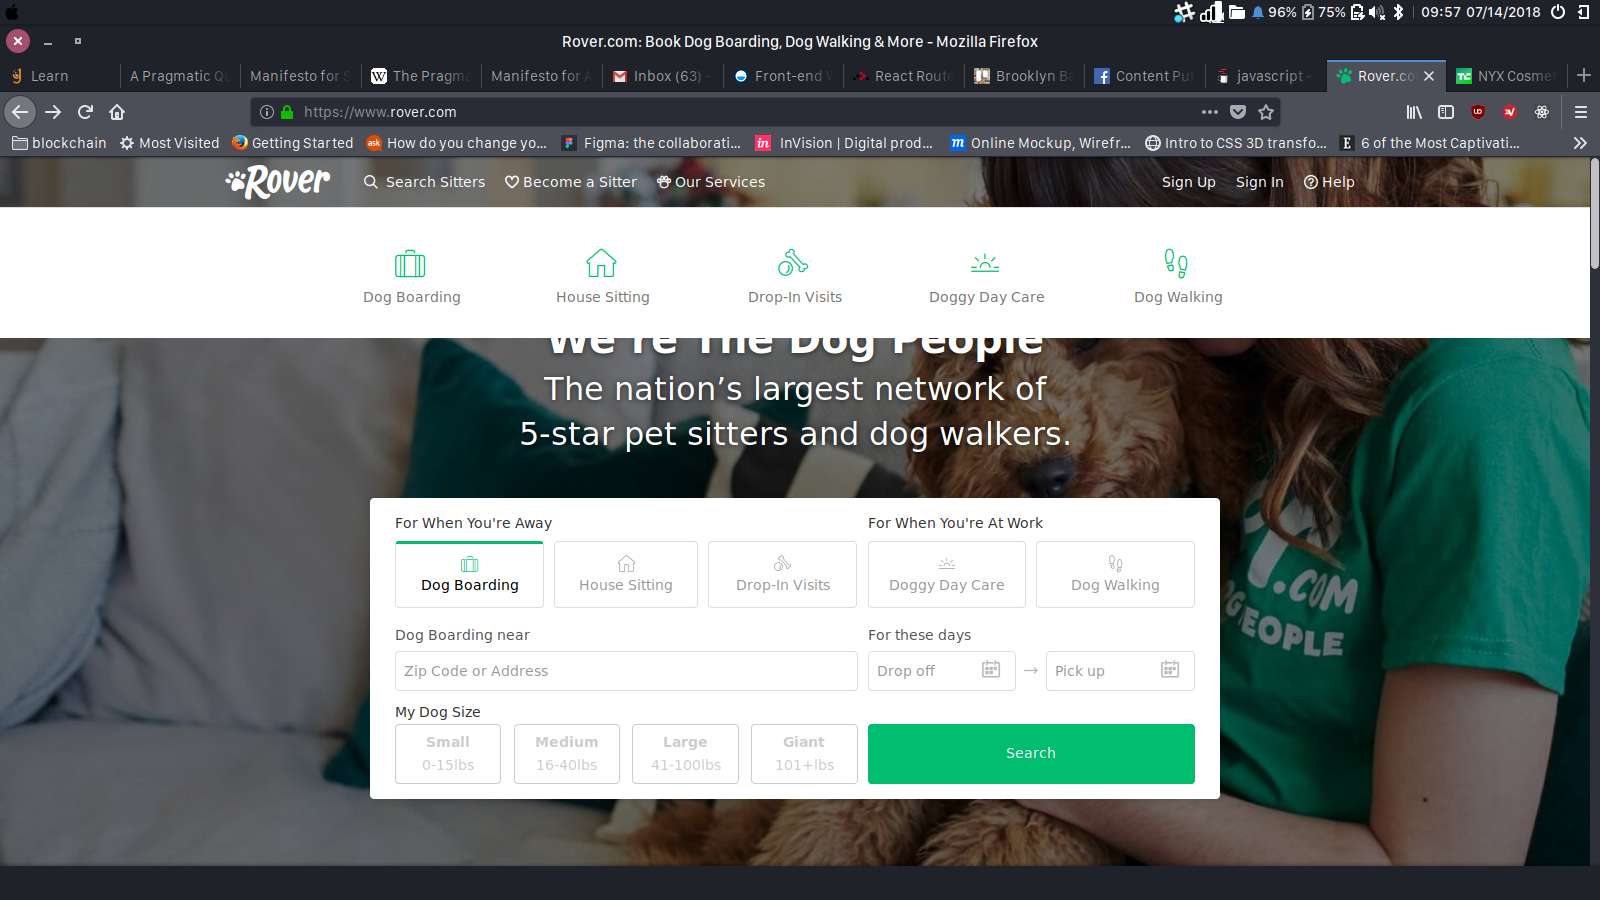 96% 75% 09:57 07/14/2018
Rover.com: Book Dog Boarding, Dog Walking & More - Mozilla Firefox
Learn A Pragmatic Manifesto for The Pragma Manifesto for Inbox (63) - Front-end React Route Brooklyn Content Pu javascript - Rover.co NYX Cosmet
https://www.rover.com
blockchain Most Visited Getting Started How do you change yo... Figma: the collaborati... InVision | Digital prod... Online Mockup, Wirefr... Intro to CSS 3D transfo... 6 of the Most Captivati...
Rover Search Sitters Become a Sitter Our Services Sign Up Sign In Help
Dog Boarding House Sitting Drop-In Visits Doggy Day Care Dog Walking
We're The Dog People
The nation’s largest network of
5-star pet sitters and dog walkers.
For When You're Away For When You're At Work
Dog Boarding House Sitting Drop-In Visits Doggy Day Care Dog Walking
Dog Boarding near For these days
Zip Code or Address Drop off → Pick up
My Dog Size
Small Medium Large Giant
0-15lbs 16-40lbs 41-100lbs 101+lbs
Search
.COM
PEOPLE